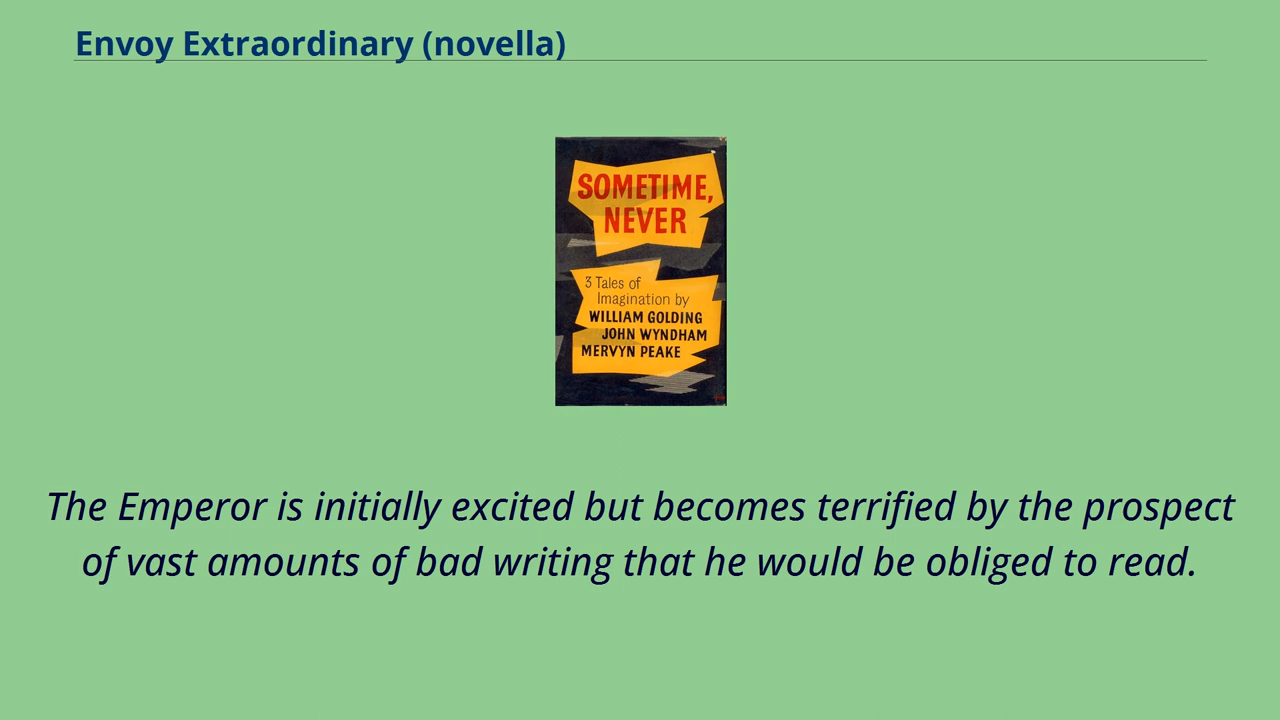 Envoy Extraordinary (novella)
SOMETIME,
NEVER
3 Tales of
Imagination by
WILLIAM GOLDING
JOHN WYNDHAM
MERVYN PEAKE
The Emperor is initially excited but becomes terrified by the prospect
of vast amounts of bad writing that he would be obliged to read.